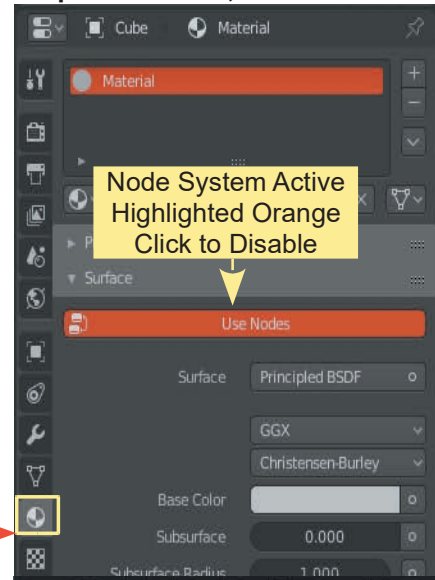 Cube Material
Material
Node System Active
Highlighted Orange
Click to Disable
P
Surface
Use Nodes
Surface Principled BSDF
GGX
Christensen-Burley
Base Color
Subsurface 0.000
Subsurface Radius 1.000